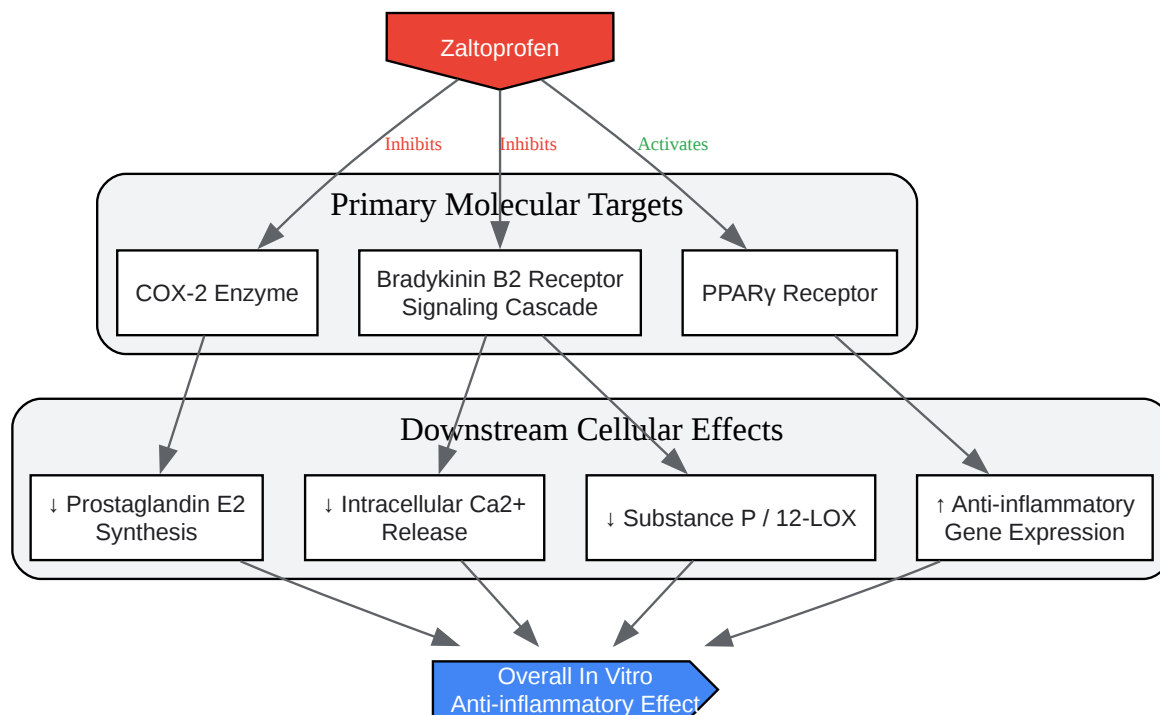 Zaltoprofen
Inhibits
Inhibits
Activates
Primary Molecular Targets
COX-2 Enzyme
Bradykinin B2 Receptor
Signaling Cascade
PPARγ Receptor
Downstream Cellular Effects
↓ Prostaglandin E2
Synthesis
↓ Intracellular Ca2+
Release
↓ Substance P / 12-LOX
↑ Anti-inflammatory
Gene Expression
Overall In Vitro
Anti-inflammatory Effect